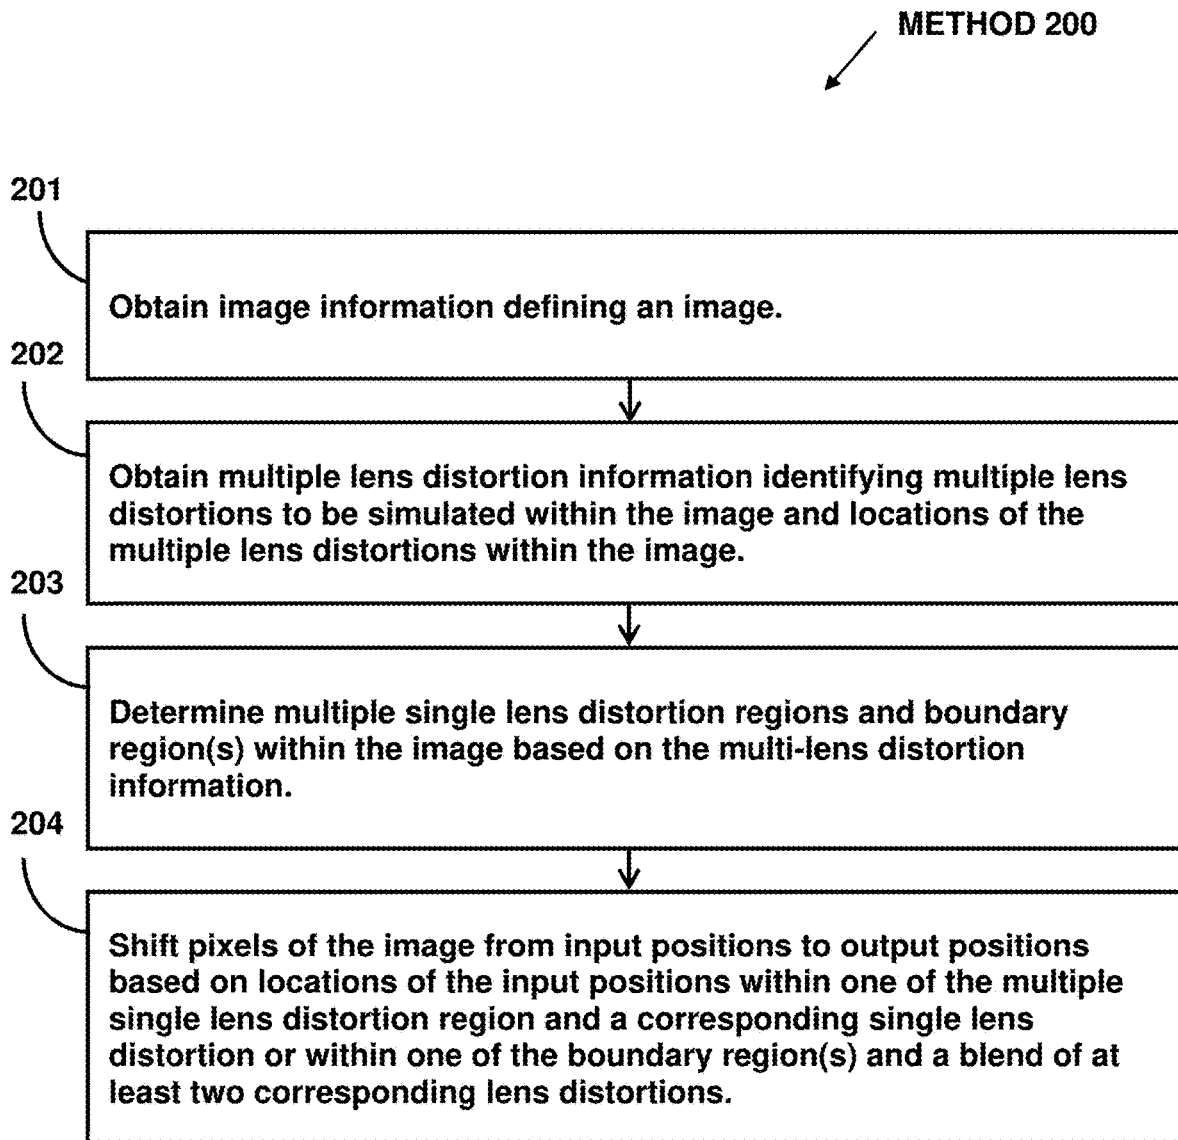 METHOD 200
201
Obtain image information defining an image.
202
Obtain multiple lens distortion information identifying multiple lens
distortions to be simulated within the image and locations of the
multiple lens distortions within the image.
203
Determine multiple single lens distortion regions and boundary
region(s) within the image based on the multi-lens distortion
information.
204
Shift pixels of the image from input positions to output positions
based on locations of the input positions within one of the multiple
single lens distortion region and a corresponding single lens
distortion or within one of the boundary region(s) and a blend of at
least two corresponding lens distortions.